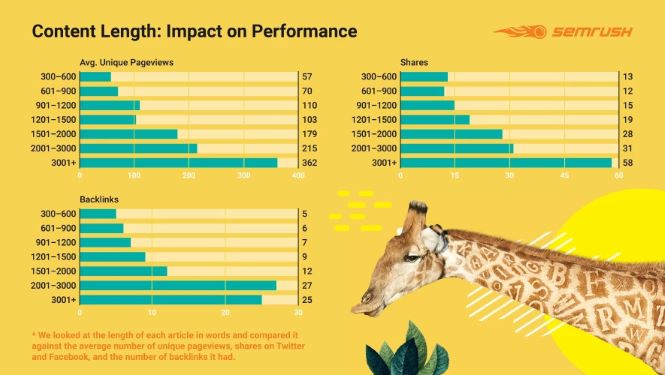 Content Length: Impact on Performance
SEMRUSH
Avg. Unique Pageviews
300–600 57
601–900 70
901–1200 110
1201–1500 103
1501–2000 179
2001–3000 215
3001+ 362
0 100 200 300 400
Shares
300–600 13
601–900 12
901–1200 15
1201–1500 19
1501–2000 28
2001–3000 31
3001+ 58
0 15 30 45 60
Backlinks
300–600 5
601–900 6
901–1200 7
1201–1500 9
1501–2000 12
2001–3000 27
3001+ 25
0 10 20 30
* We looked at the length of each article in words and compared it
against the average number of unique pageviews, shares on Twitter
and Facebook, and the number of backlinks it had.